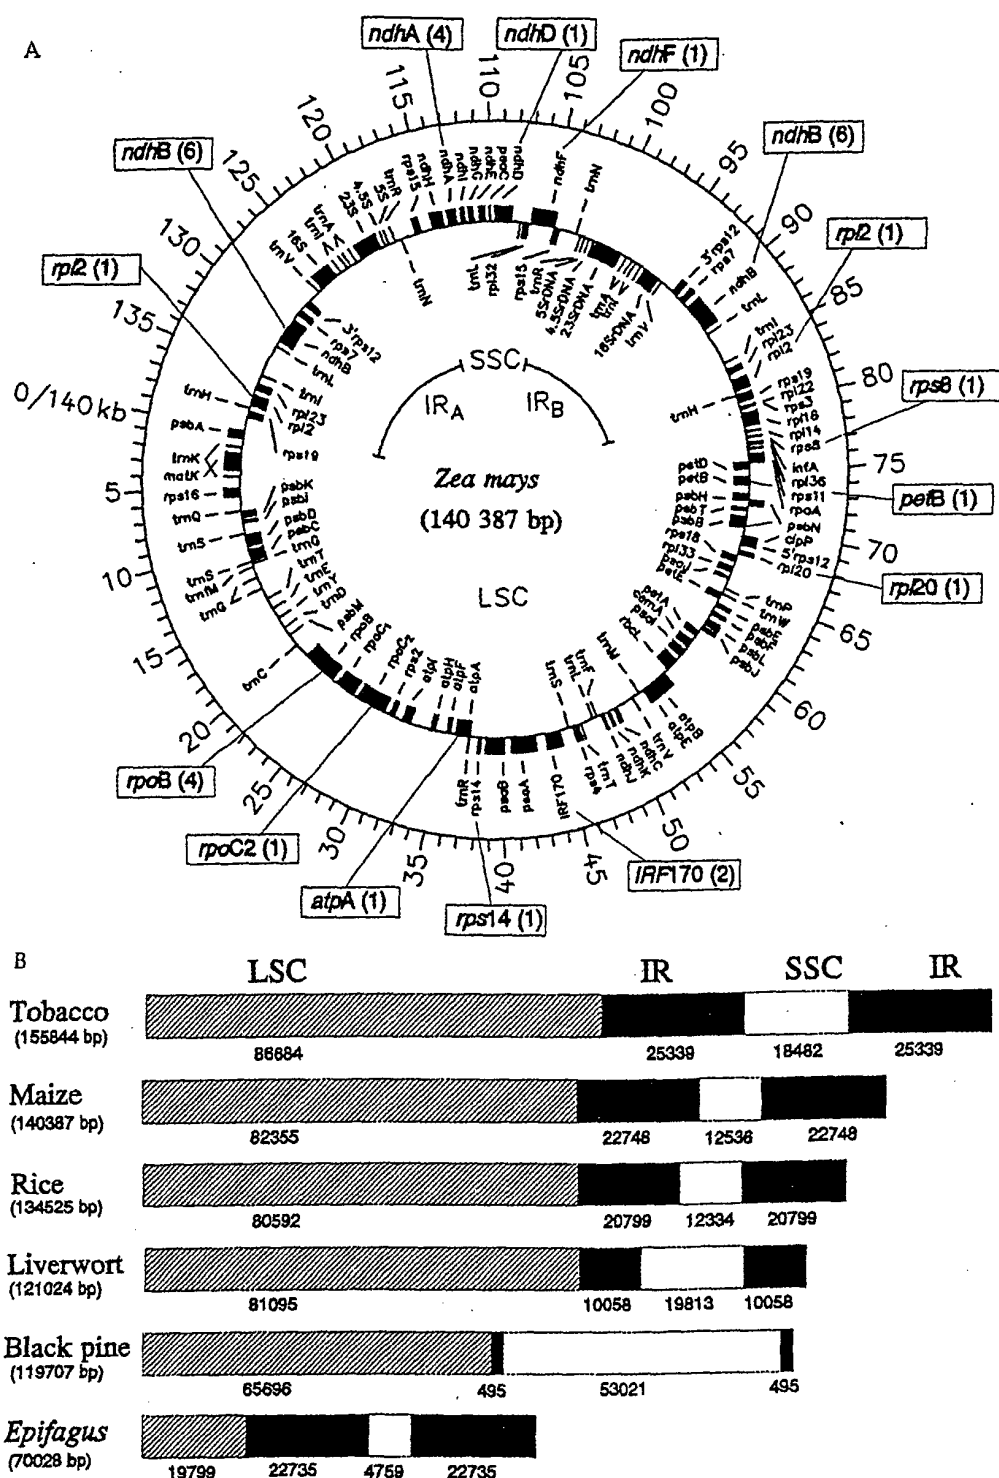 A
ndhA (4)
ndhD (1)
ndhF (1)
ndhB (6)
ndhB (6)
rpl2 (1)
rpl2 (1)
rps8 (1)
petB (1)
rpl20 (1)
rpoB (4)
rpoC2 (1)
atpA (1)
rps14 (1)
IRF170 (2)
0/140 kb
5
10
15
20
25
30
35
40
45
50
55
60
65
70
75
80
85
90
95
100
105
110
115
120
125
130
135
trnV
16S
trnI
trnA
23S
4.5S
5S
trnR
rps15
ndhH
ndhA
ndhI
ndhG
ndhE
psaC
ndhD
ndhF
trnN
3'rps12
rps7
ndhB
trnL
trnI
rpl23
rpl2
rps19
rpl22
rps3
rpl16
rpl14
rps8
infA
rpl36
rps11
rpoA
psbN
clpP
5'rps12
rpl20
trnP
trnW
psbE
psbF
psbL
psbJ
atpB
atpE
trnV
ndhC
ndhK
ndhJ
trnT
rps4
IRF170
psaA
psaB
rps14
trnR
trnC
trnG
trnfM
trnS
trnS
trnQ
rps16
matK
trnK
psbA
trnH
trnN
trnL
rpl32
rps15
trnR
5SrDNA
4.5SrDNA
23SrDNA
trnA
trnI
16SrDNA
trnV
trnH
petD
petB
psbH
psbT
psbB
rps18
rpl33
psaJ
petE
petA
cemA
psaI
rbcL
trnM
trnF
trnL
trnS
atpA
atpF
atpH
atpI
rps2
rpoC2
rpoC1
rpoB
psbM
trnD
trnY
trnE
trnT
trnG
psbC
psbD
psbI
psbK
rps19
rpl2
rpl23
trnI
trnL
ndhB
rps7
3'rps12
SSC
IRA
IRB
Zea mays
(140 387 bp)
LSC
B
LSC IR SSC IR
Tobacco
(155844 bp)
86684 25339 18482 25339
Maize
(140387 bp)
82355 22748 12536 22748
Rice
(134525 bp)
80592 20799 12334 20799
Liverwort
(121024 bp)
81095 10058 19813 10058
Black pine
(119707 bp)
65696 495 53021 495
Epifagus
(70028 bp)
19799 22735 4759 22735